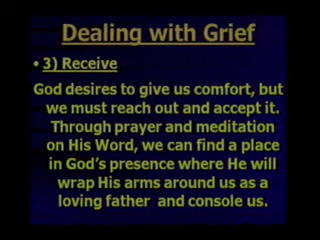 Dealing with Grief
• 3) Receive
God desires to give us comfort, but
we must reach out and accept it.
Through prayer and meditation
on His Word, we can find a place
in God's presence where He will
wrap His arms around us as a
loving father and console us.